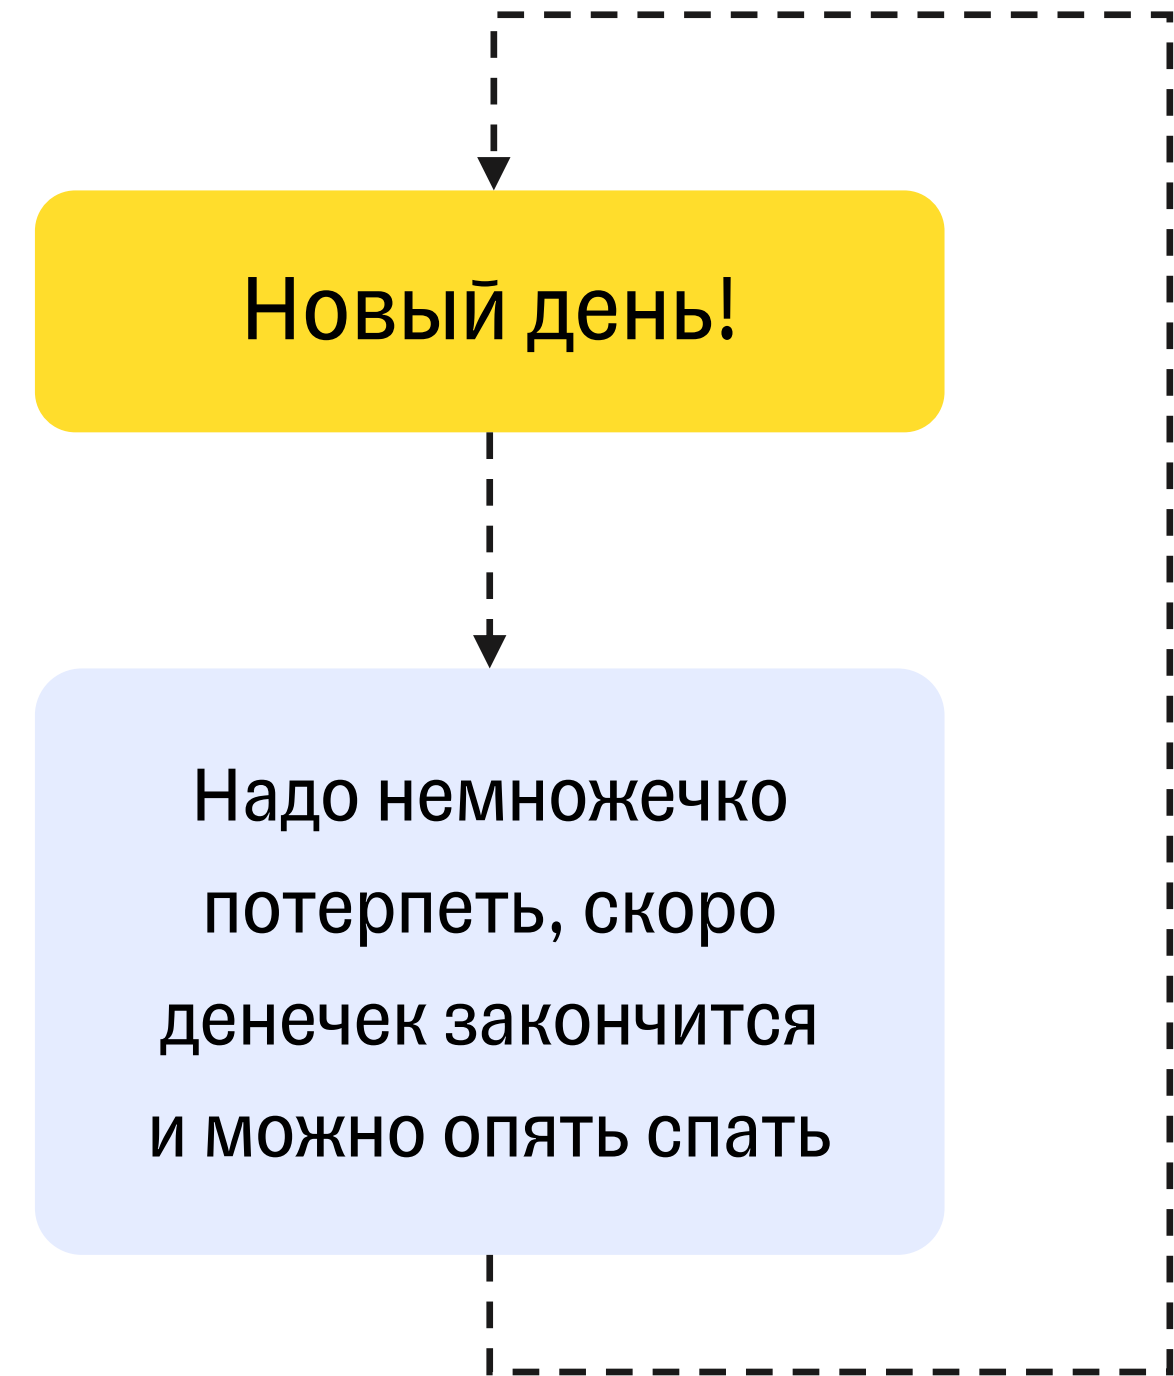 Новый день!
Надо немножечко
потерпеть, скоро
денечек закончится
и можно опять спать